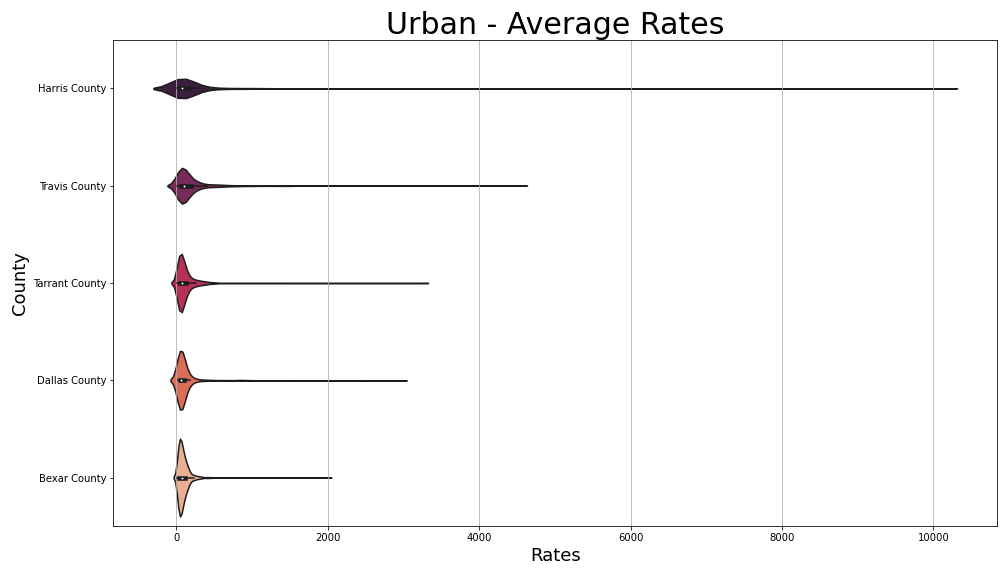 Urban - Average Rates
Harris County
Travis County
Tarrant County
Dallas County
Bexar County
County
0 2000 4000 6000 8000 10000
Rates